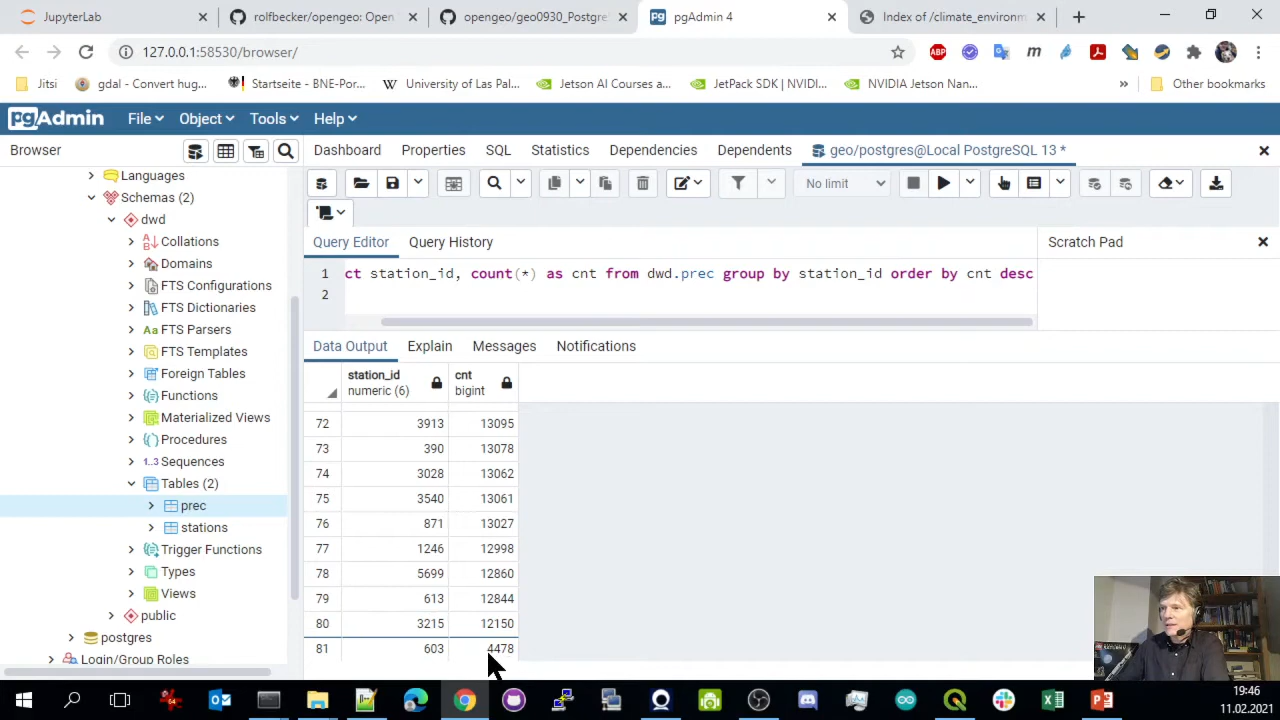 JupyterLab
rolfbecker/opengeo: Open
opengeo/geo0930_Postgre
pgAdmin 4
Index of /climate_environm
127.0.0.1:58530/browser/
ABP
Jitsi
gdal - Convert hug...
Startseite - BNE-Por...
University of Las Pal...
Jetson AI Courses a...
JetPack SDK | NVIDI...
NVIDIA Jetson Nan...
Other bookmarks
pgAdmin
File
Object
Tools
Help
Browser
Dashboard
Properties
SQL
Statistics
Dependencies
Dependents
geo/postgres@Local PostgreSQL 13 *
Languages
Schemas (2)
dwd
Collations
Domains
FTS Configurations
FTS Dictionaries
FTS Parsers
FTS Templates
Foreign Tables
Functions
Materialized Views
Procedures
1..3 Sequences
Tables (2)
prec
stations
Trigger Functions
Types
Views
public
postgres
Login/Group Roles
No limit
Query Editor
Query History
Scratch Pad
1 ct station_id, count(*) as cnt from dwd.prec group by station_id order by cnt desc
2
Data Output
Explain
Messages
Notifications
station_id
numeric (6)
cnt
bigint
72 3913 13095
73 390 13078
74 3028 13062
75 3540 13061
76 871 13027
77 1246 12998
78 5699 12860
79 613 12844
80 3215 12150
81 603 4478
19:46
11.02.2021